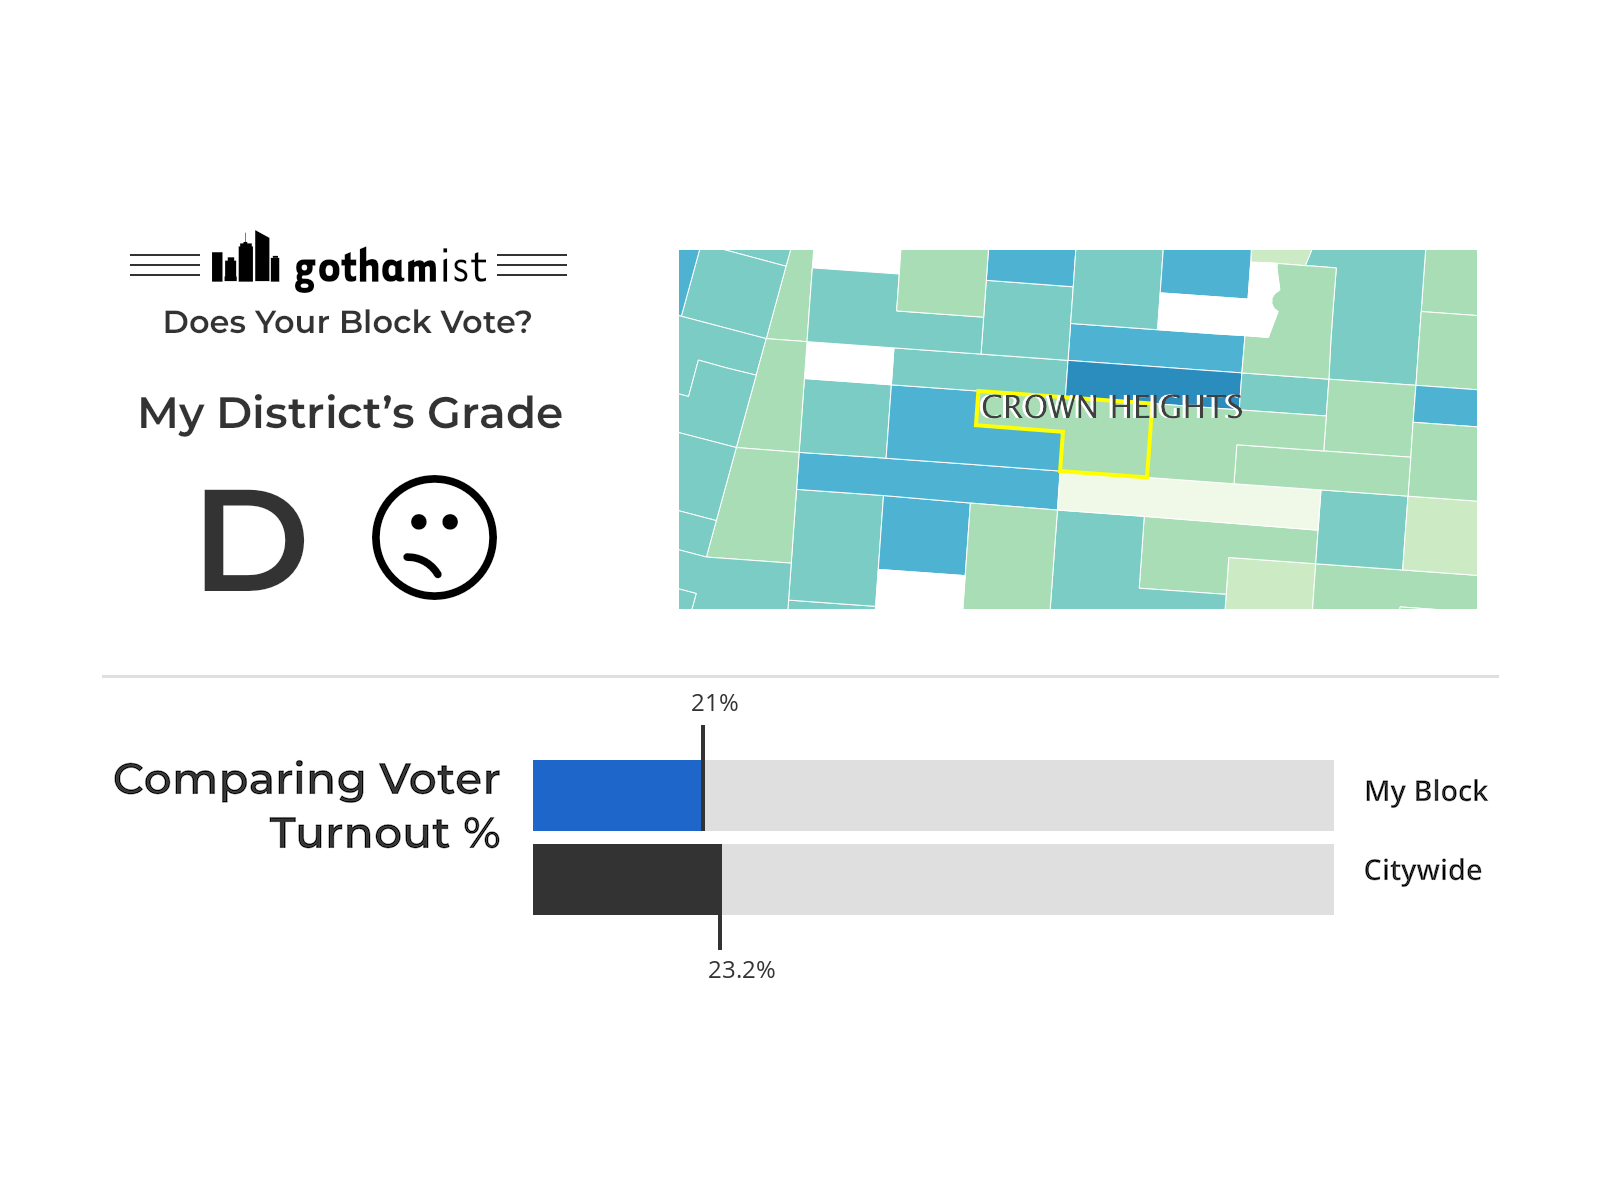 gothamist
Does Your Block Vote?
My District’s Grade
D
CROWN HEIGHTS
21%
Comparing Voter
Turnout %
My Block
Citywide
23.2%